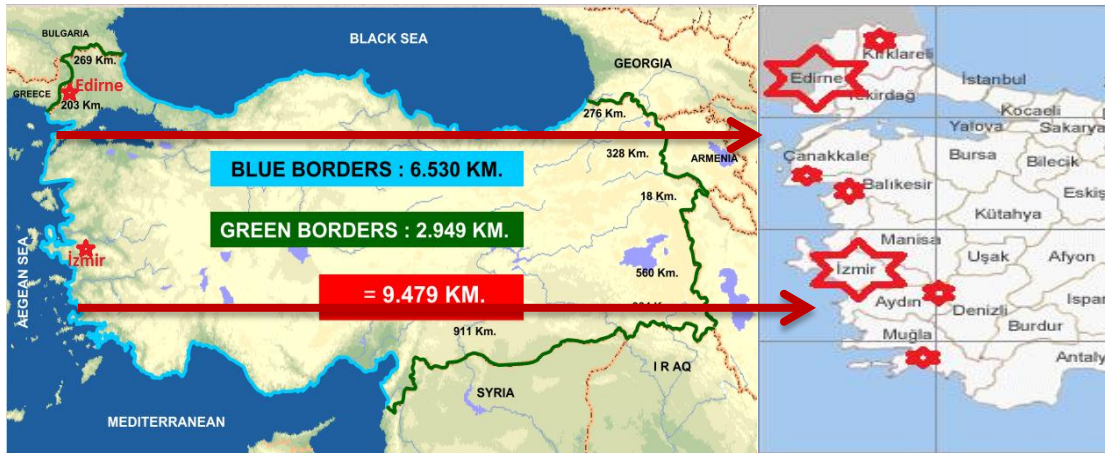 BULGARIA
BLACK SEA
269 Km.
Edirne
GREECE
203 Km.
GEORGIA
276 Km.
328 Km.
ARMENIA
BLUE BORDERS : 6.530 KM.
18 Km.
GREEN BORDERS : 2.949 KM.
AEGEAN SEA
İzmir
560 Km.
= 9.479 KM.
911 Km.
I R AQ
SYRIA
MEDITERRANEAN
Kırklareli
Edirne
İstanbul
Tekirdağ
Kocaeli
Yalova
Sakarya
Çanakkale
Bursa
Bilecik
Balıkesir
Eskiş
Kütahya
Manisa
Uşak
Afyon
İzmir
Aydın
Denizli
Ispar
Burdur
Muğla
Antaly